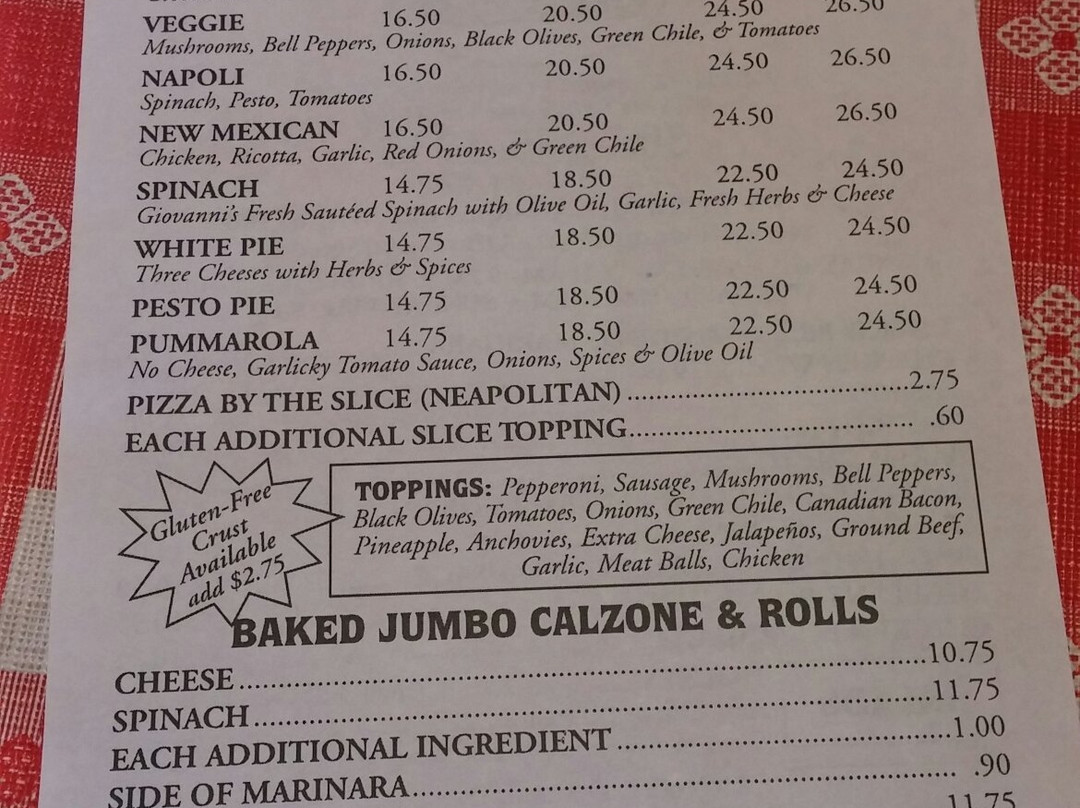 VEGGIE 16.50 20.50 24.50 26.50
Mushrooms, Bell Peppers, Onions, Black Olives, Green Chile, & Tomatoes
NAPOLI 16.50 20.50 24.50 26.50
Spinach, Pesto, Tomatoes
NEW MEXICAN 16.50 20.50 24.50 26.50
Chicken, Ricotta, Garlic, Red Onions, & Green Chile
SPINACH 14.75 18.50 22.50 24.50
Giovanni's Fresh Sautéed Spinach with Olive Oil, Garlic, Fresh Herbs & Cheese
WHITE PIE 14.75 18.50 22.50 24.50
Three Cheeses with Herbs & Spices
PESTO PIE 14.75 18.50 22.50 24.50
PUMMAROLA 14.75 18.50 22.50 24.50
No Cheese, Garlicky Tomato Sauce, Onions, Spices & Olive Oil
PIZZA BY THE SLICE (NEAPOLITAN) 2.75
EACH ADDITIONAL SLICE TOPPING .60
Gluten-Free
Crust
Available
add $2.75
TOPPINGS: Pepperoni, Sausage, Mushrooms, Bell Peppers,
Black Olives, Tomatoes, Onions, Green Chile, Canadian Bacon,
Pineapple, Anchovies, Extra Cheese, Jalapeños, Ground Beef,
Garlic, Meat Balls, Chicken
BAKED JUMBO CALZONE & ROLLS
CHEESE 10.75
SPINACH 11.75
EACH ADDITIONAL INGREDIENT 1.00
SIDE OF MARINARA .90
11.75